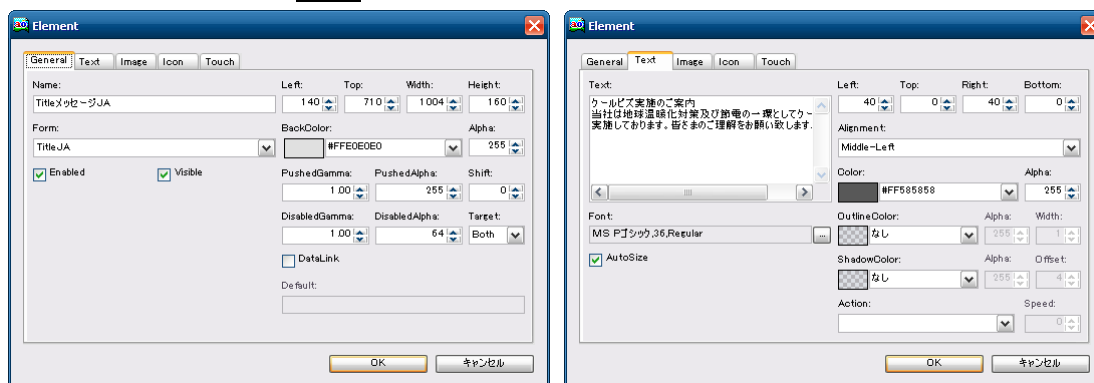 Element
General Text Image Icon Touch
Name:
TitleメッセージJA
Left: Top: Width: Height:
140 710 1004 160
Form:
TitleJA
BackColor: Alpha:
#FFE0E0E0 255
Enabled Visible
PushedGamma: PushedAlpha: Shift:
1.00 255 0
DisabledGamma: DisabledAlpha: Target:
1.00 64 Both
DataLink
Default:
OK キャンセル
Element
General Text Image Icon Touch
Text:
クールビズ実施のご案内
当社は地球温暖化対策及び節電の一環としてクー
実施しております。皆さまのご理解をお願い致します
Left: Top: Right: Bottom:
40 0 40 0
Alignment:
Middle-Left
Color: Alpha:
#FF585858 255
Font:
MS Pゴシック,36,Regular ...
AutoSize
OutlineColor: Alpha: Width:
なし 255 1
ShadowColor: Alpha: Offset:
なし 255 4
Action: Speed:
0
OK キャンセル